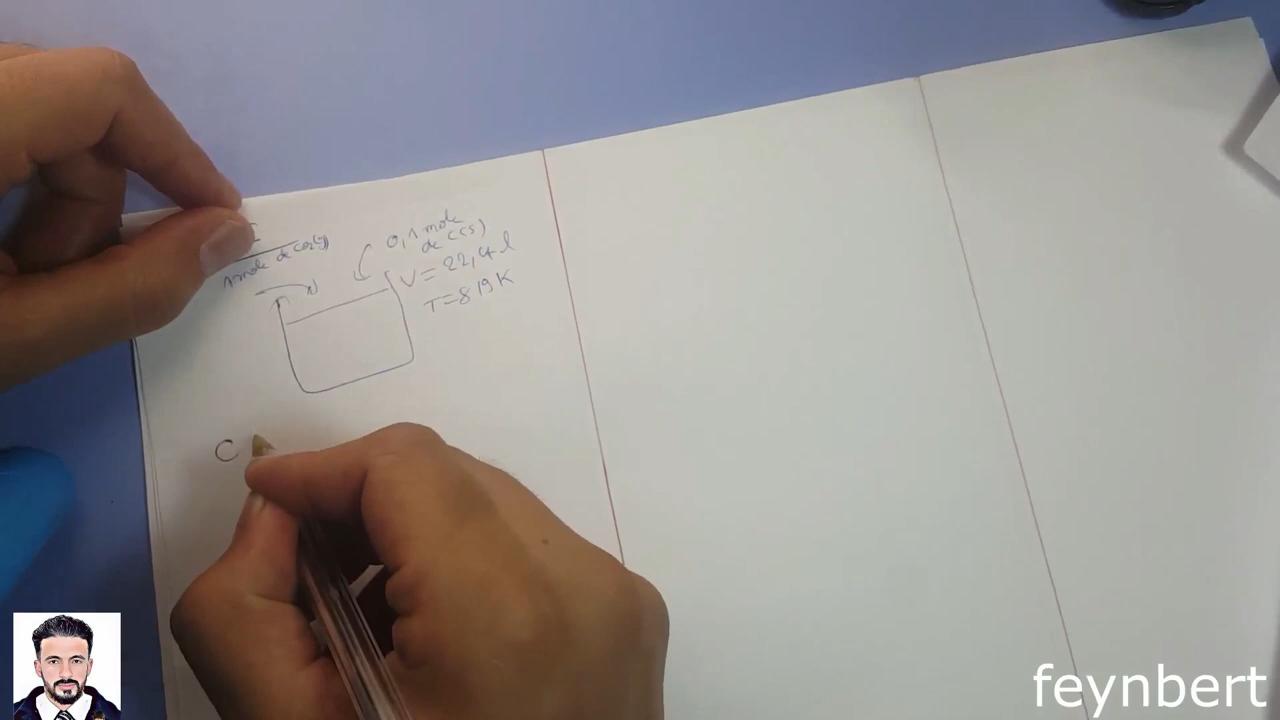 1 mole de CO2(g)
0,1 mole
de C(s)
V = 22,4 l
T = 819 K
C
feynbert